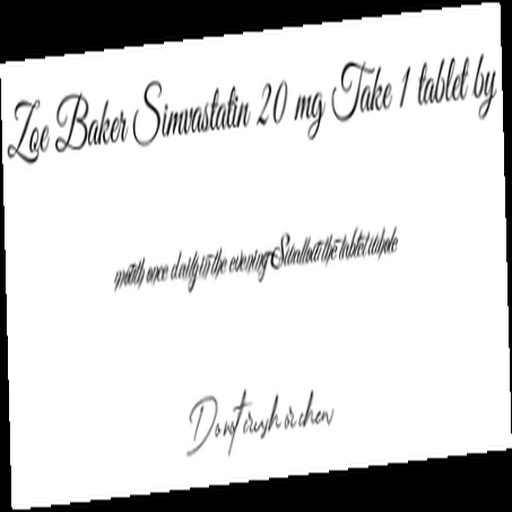 Zoe Baker Simvastatin 20 mg Take 1 tablet by
mouth once daily in the evening Swallow the tablet whole
Don't crush or chew